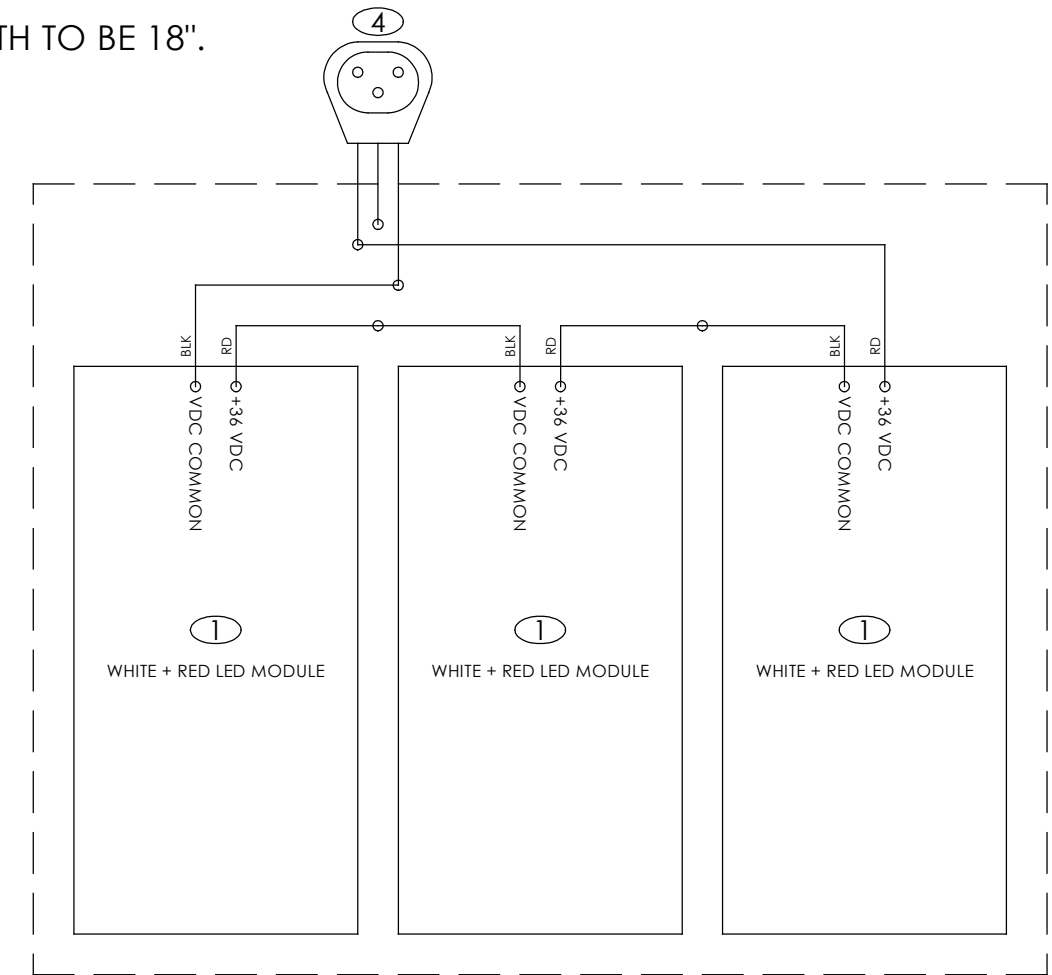 TH TO BE 18".
4
BLK
RD
BLK
RD
BLK
RD
VDC COMMON
+36 VDC
VDC COMMON
+36 VDC
VDC COMMON
+36 VDC
1
1
1
WHITE + RED LED MODULE
WHITE + RED LED MODULE
WHITE + RED LED MODULE